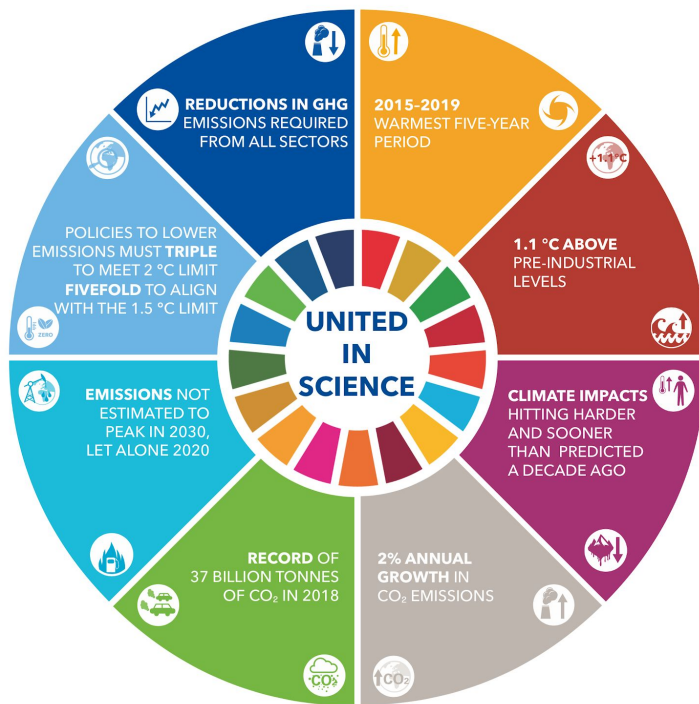 UNITED
IN
SCIENCE
2015–2019
WARMEST FIVE-YEAR
PERIOD
+1.1°C
1.1 °C ABOVE
PRE-INDUSTRIAL
LEVELS
CLIMATE IMPACTS
HITTING HARDER
AND SOONER
THAN PREDICTED
A DECADE AGO
2% ANNUAL
GROWTH IN
CO₂ EMISSIONS
CO₂
RECORD OF
37 BILLION TONNES
OF CO₂ IN 2018
CO₂
EMISSIONS NOT
ESTIMATED TO
PEAK IN 2030,
LET ALONE 2020
POLICIES TO LOWER
EMISSIONS MUST TRIPLE
TO MEET 2 °C LIMIT
FIVEFOLD TO ALIGN
WITH THE 1.5 °C LIMIT
ZERO
REDUCTIONS IN GHG
EMISSIONS REQUIRED
FROM ALL SECTORS